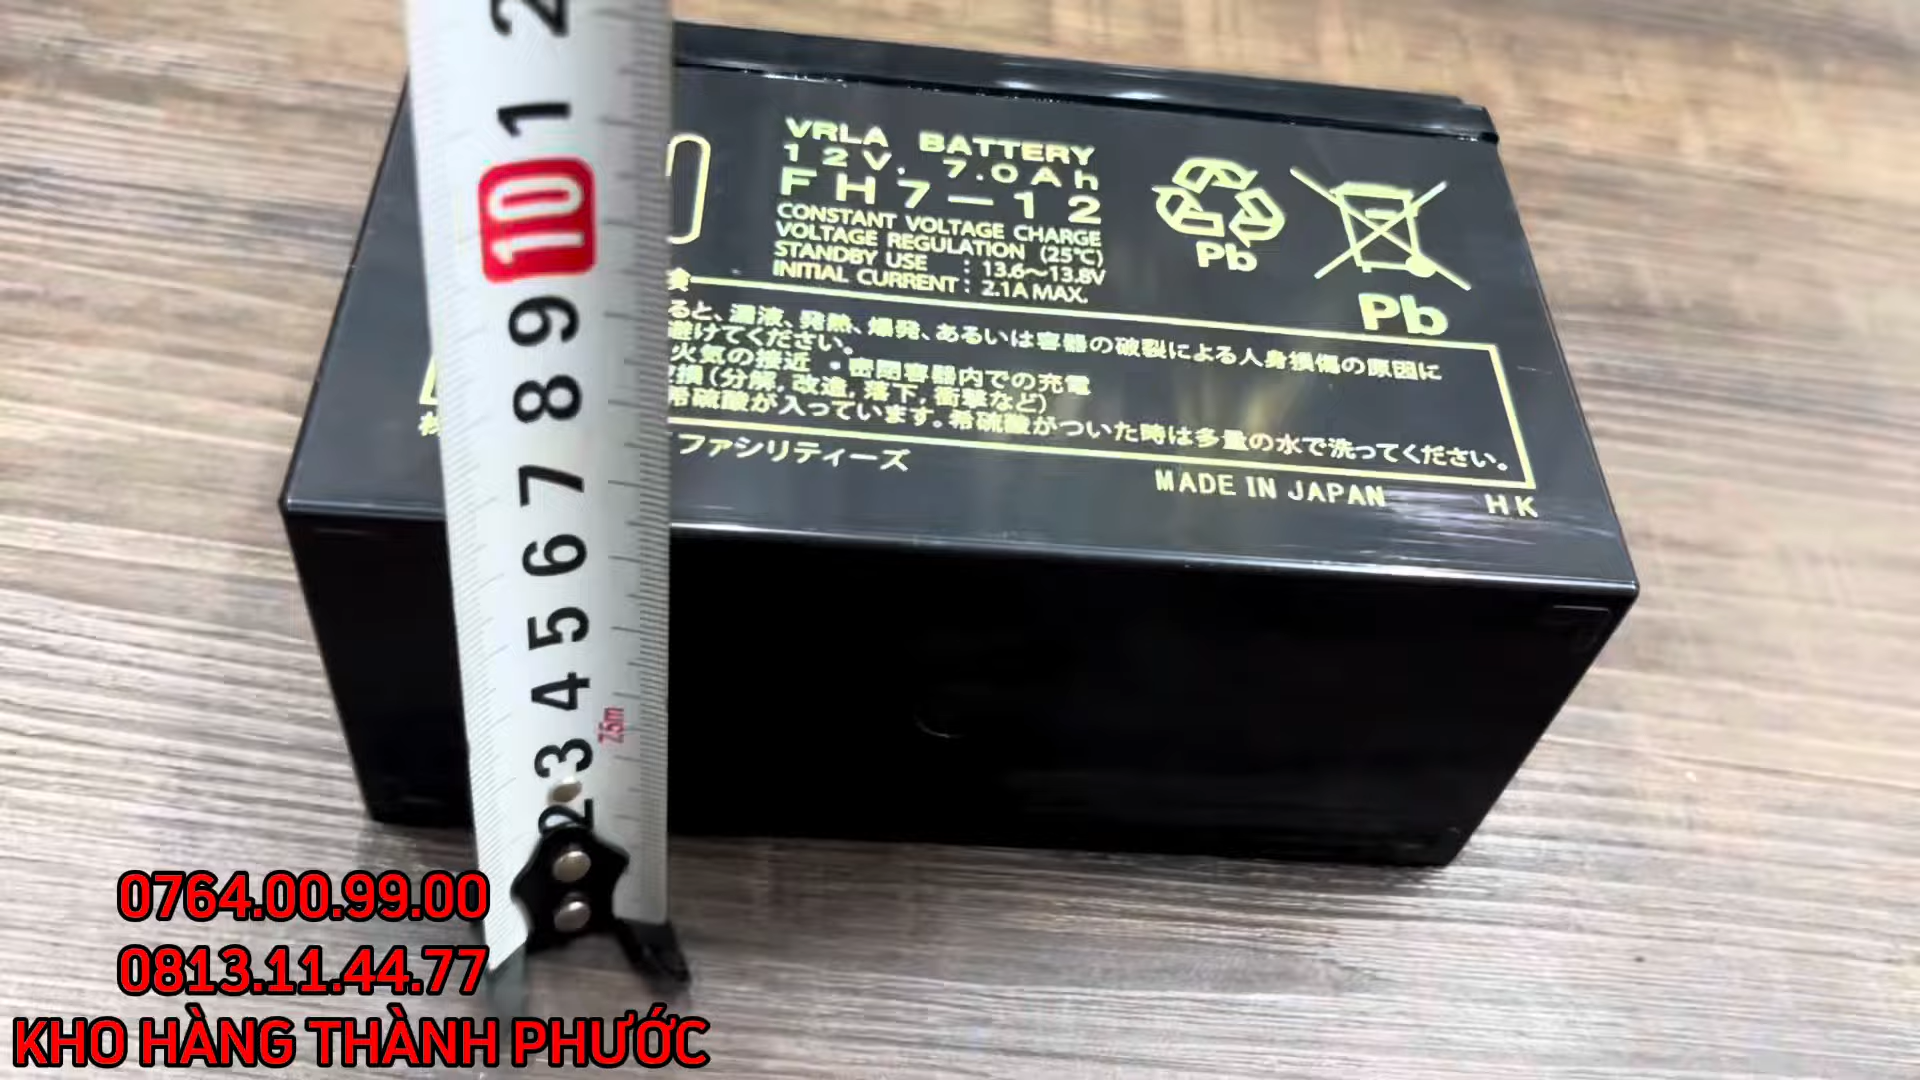 2
1
10
9
8
7
6
5
4
3
2
7.5m
VRLA BATTERY
12V. 7.0Ah
FH7-12
CONSTANT VOLTAGE CHARGE
VOLTAGE REGULATION (25℃)
STANDBY USE : 13.6～13.8V
INITIAL CURRENT : 2.1A MAX.
Pb
Pb
ると、漏液、発熱、爆発、あるいは容器の破裂による人身損傷の原因に
避けてください。
火気の接近 •密閉容器内での充電
損(分解,改造,落下,衝撃など)
希硫酸が入っています。希硫酸がついた時は多量の水で洗ってください。
ファシリティーズ
MADE IN JAPAN
HK
0764.00.99.00
0813.11.44.77
KHO HÀNG THÀNH PHƯỚC